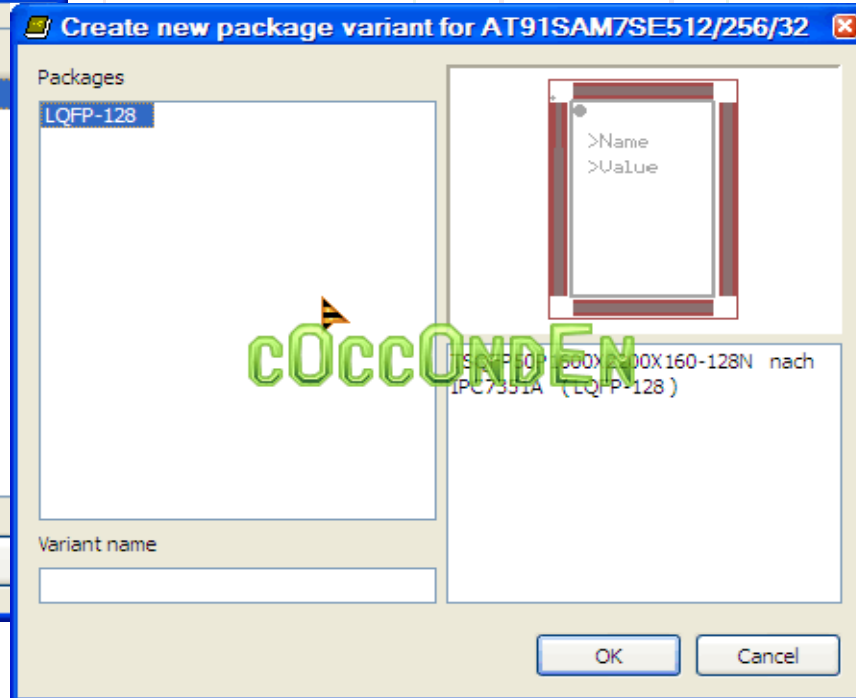 Create new package variant for AT91SAM7SE512/256/32
Packages
LQFP-128
>Name
>Value
cOccOndEn
nach
IPC7351A (LQFP-128)
Variant name
OK
Cancel